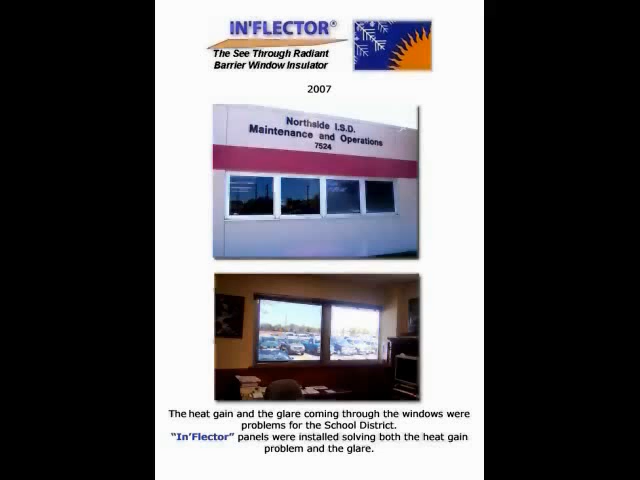 IN'FLECTOR®
The See Through Radiant
Barrier Window Insulator
2007
Northside I.S.D.
Maintenance and Operations
7524
The heat gain and the glare coming through the windows were
problems for the School District.
“In’Flector” panels were installed solving both the heat gain
problem and the glare.